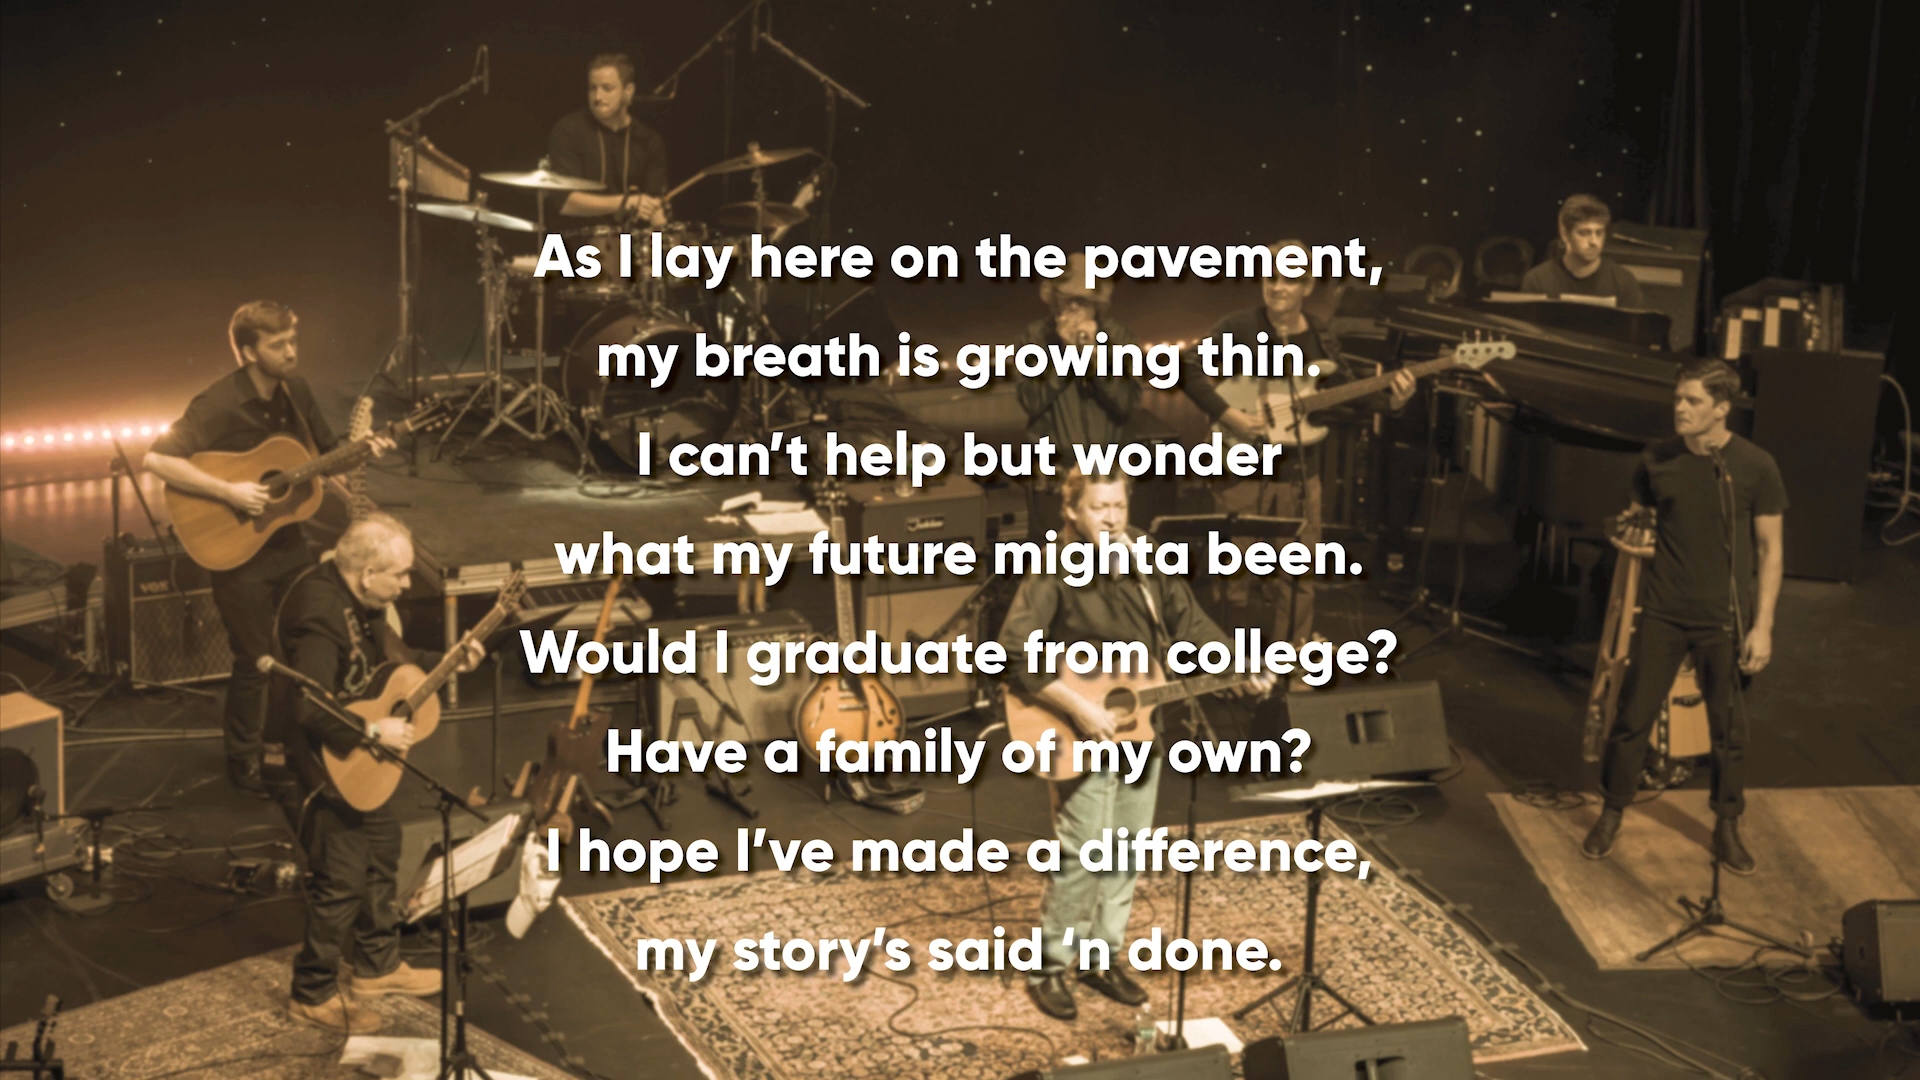 As I lay here on the pavement,
my breath is growing thin.
I can’t help but wonder
what my future mighta been.
Would I graduate from college?
Have a family of my own?
I hope I’ve made a difference,
my story’s said ‘n done.
VOX